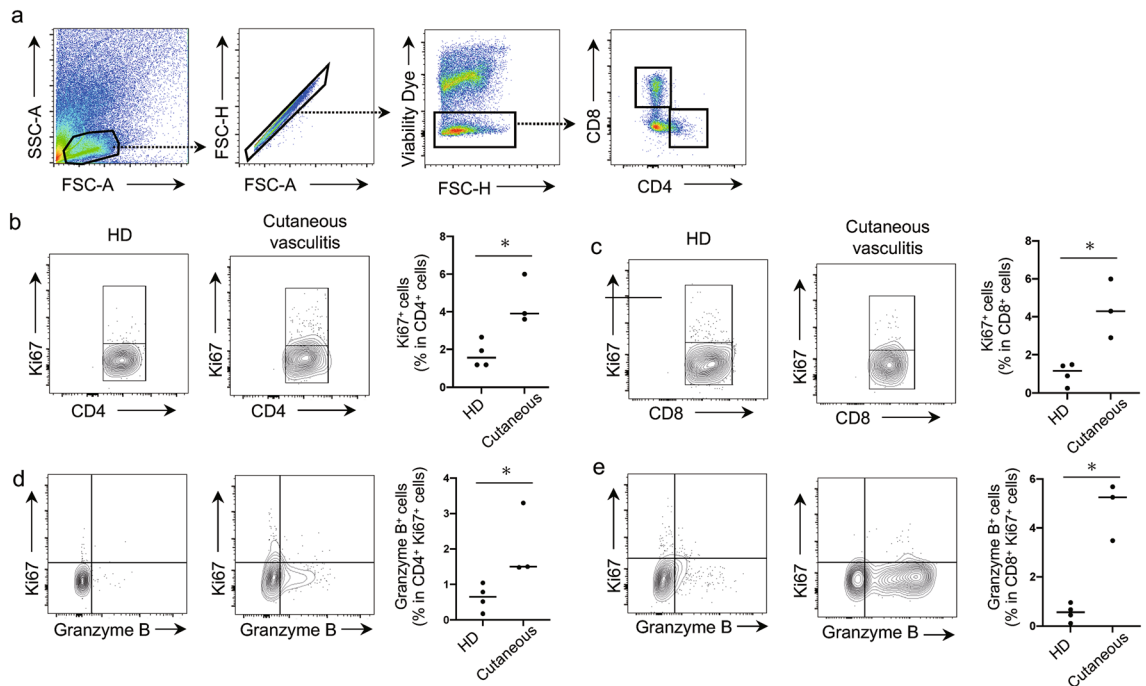 a
SSC-A
FSC-A
FSC-H
FSC-A
Viability Dye
FSC-H
CD8
CD4
b
HD
Ki67
CD4
Cutaneous
vasculitis
Ki67
CD4
Ki67+ cells
(% in CD4+ cells)
8
6
4
2
0
*
HD
Cutaneous
c
HD
Ki67
CD8
Cutaneous
vasculitis
Ki67
CD8
Ki67+ cells
(% in CD8+ cells)
8
6
4
2
0
*
HD
Cutaneous
d
Ki67
Granzyme B
Ki67
Granzyme B
Granzyme B+ cells
(% in CD4+ Ki67+ cells)
4
3
2
1
0
*
HD
Cutaneous
e
Ki67
Granzyme B
Ki67
Granzyme B
Granzyme B+ cells
(% in CD8+ Ki67+ cells)
6
4
2
0
*
HD
Cutaneous